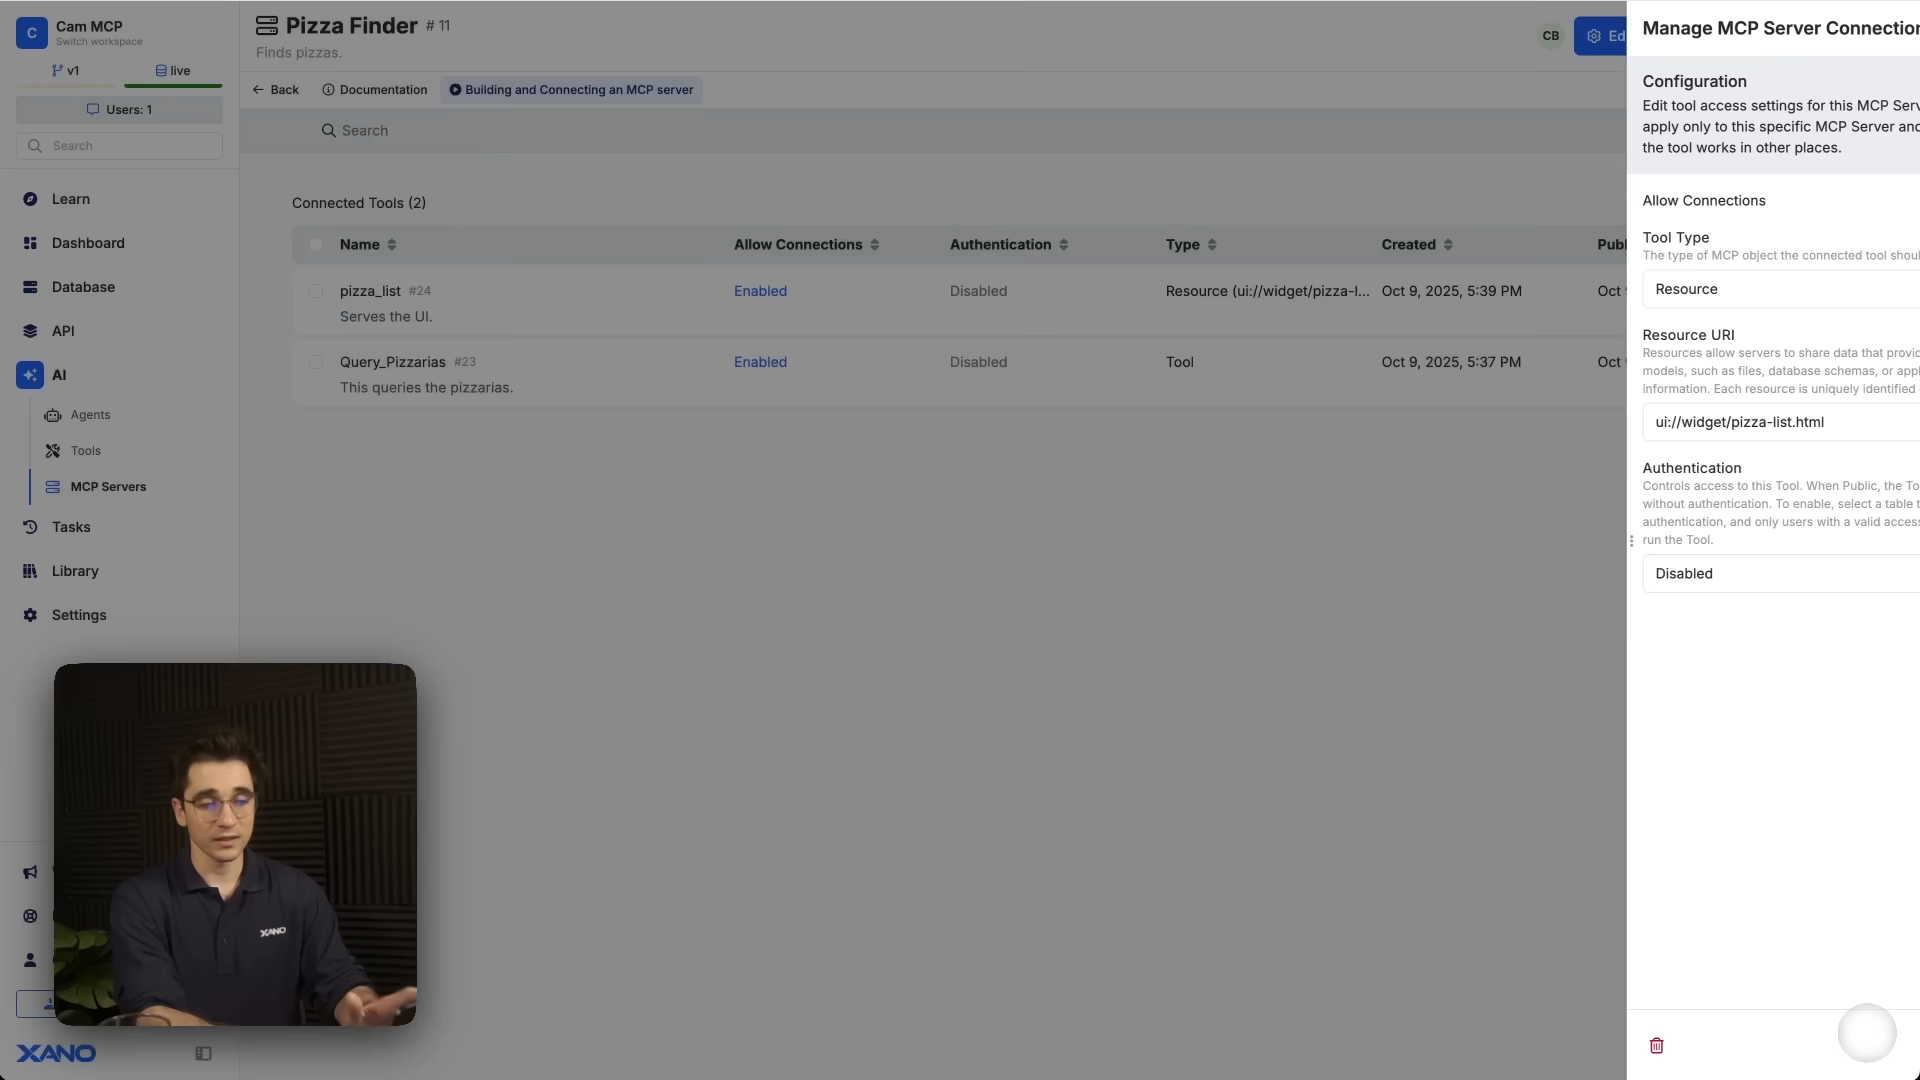 C
Cam MCP
Switch workspace
v1
live
Users: 1
Search
Learn
Dashboard
Database
API
AI
Agents
Tools
MCP Servers
Tasks
Library
Settings
XANO
Pizza Finder # 11
Finds pizzas.
CB
Back
Documentation
Building and Connecting an MCP server
Search
Connected Tools (2)
Name
Allow Connections
Authentication
Type
Created
pizza_list #24
Enabled
Disabled
Resource (ui://widget/pizza-l...
Oct 9, 2025, 5:39 PM
Oct
Serves the UI.
Query_Pizzarias #23
Enabled
Disabled
Tool
Oct 9, 2025, 5:37 PM
Oct
This queries the pizzarias.
XANO
Manage MCP Server Connection
Configuration
Edit tool access settings for this MCP Serv
apply only to this specific MCP Server and
the tool works in other places.
Allow Connections
Tool Type
The type of MCP object the connected tool shoul
Resource
Resource URI
Resources allow servers to share data that provi
models, such as files, database schemas, or appl
information. Each resource is uniquely identified
ui://widget/pizza-list.html
Authentication
Controls access to this Tool. When Public, the To
without authentication. To enable, select a table t
authentication, and only users with a valid access
run the Tool.
Disabled